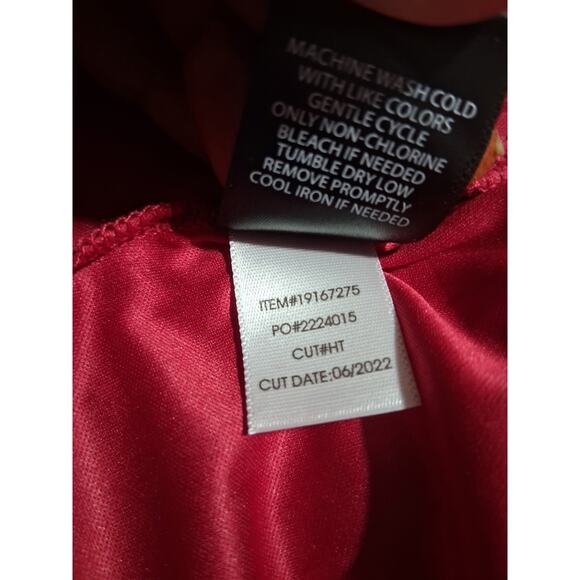 MACHINE WASH COLD
WITH LIKE COLORS
GENTLE CYCLE
ONLY NON-CHLORINE
BLEACH IF NEEDED
TUMBLE DRY LOW
REMOVE PROMPTLY
COOL IRON IF NEEDED
ITEM#19167275
PO#2224015
CUT#HT
CUT DATE:06/2022